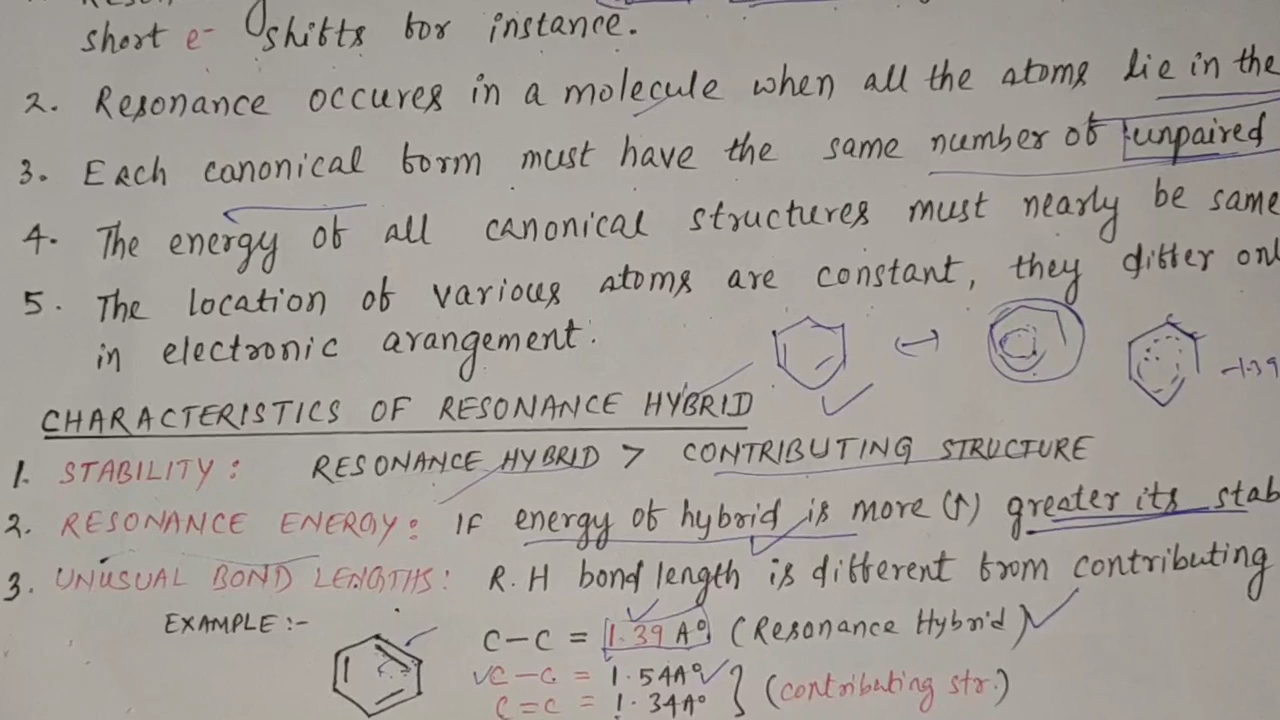 short e- shifts for instance.
2. Resonance occures in a molecule when all the atoms lie in the
3. Each canonical form must have the same number of unpaired
4. The energy of all canonical structures must nearly be same
5. The location of various atoms are constant, they differ onl
in electronic arangement.
-1.39
CHARACTERISTICS OF RESONANCE HYBRID
1. STABILITY: RESONANCE HYBRID > CONTRIBUTING STRUCTURE
2. RESONANCE ENERGY: IF energy of hybrid is more (↑) greater its stab
3. UNUSUAL BOND LENGTHS: R.H bond length is different from contributing
EXAMPLE:-
C-C = 1.39 A° (Resonance Hybrid)
C-C = 1.54A°
C=C = 1.34A° } (contributing str.)